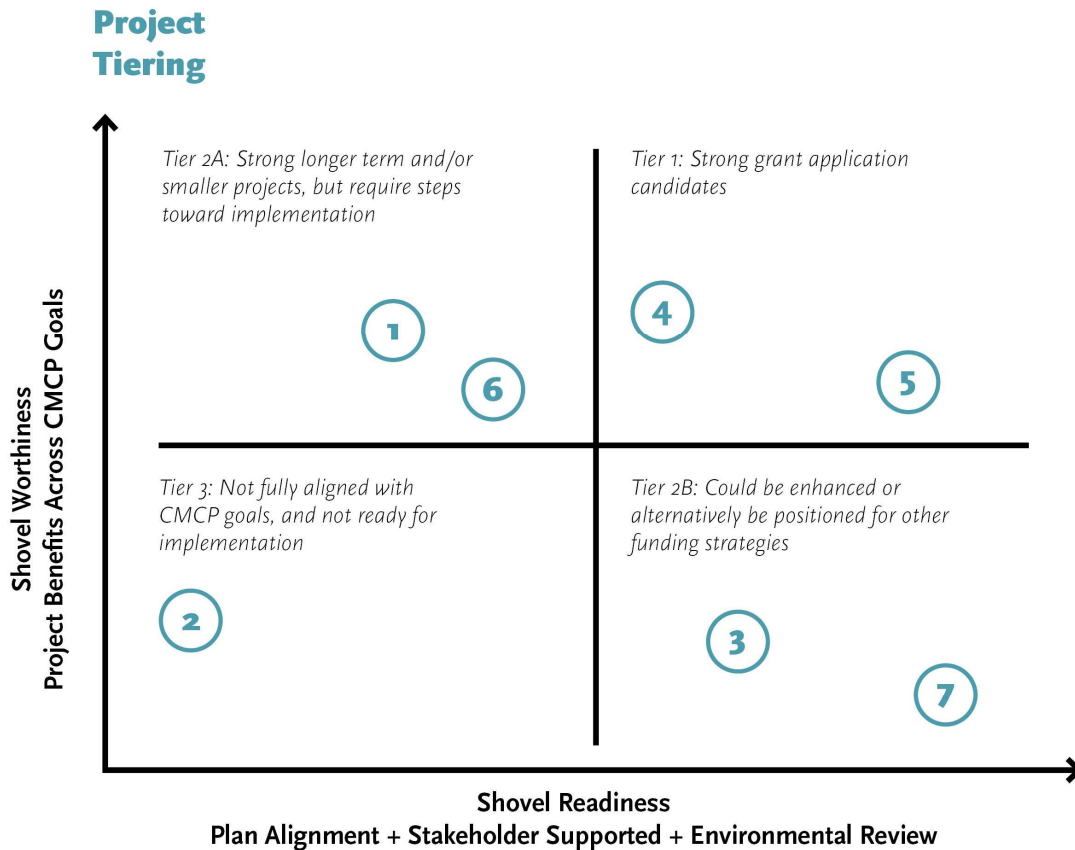 Project
Tiering
Tier 2A: Strong longer term and/or
smaller projects, but require steps
toward implementation
Tier 1: Strong grant application
candidates
1
6
4
5
Shovel Worthiness
Project Benefits Across CMCP Goals
Tier 3: Not fully aligned with
CMCP goals, and not ready for
implementation
2
Tier 2B: Could be enhanced or
alternatively be positioned for other
funding strategies
3
7
Shovel Readiness
Plan Alignment + Stakeholder Supported + Environmental Review